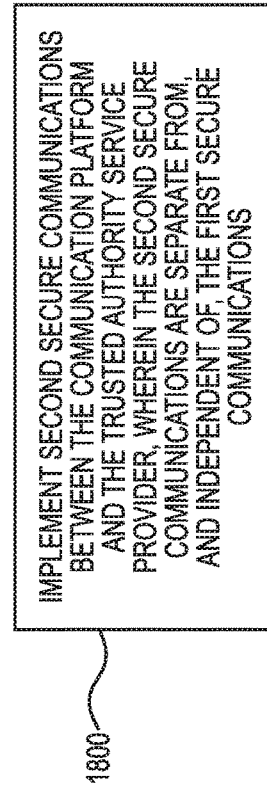 IMPLEMENT SECOND SECURE COMMUNICATIONS
BETWEEN THE COMMUNICATION PLATFORM
AND THE TRUSTED AUTHORITY SERVICE
PROVIDER, WHEREIN THE SECOND SECURE
COMMUNICATIONS ARE SEPARATE FROM,
AND INDEPENDENT OF, THE FIRST SECURE
COMMUNICATIONS
1800